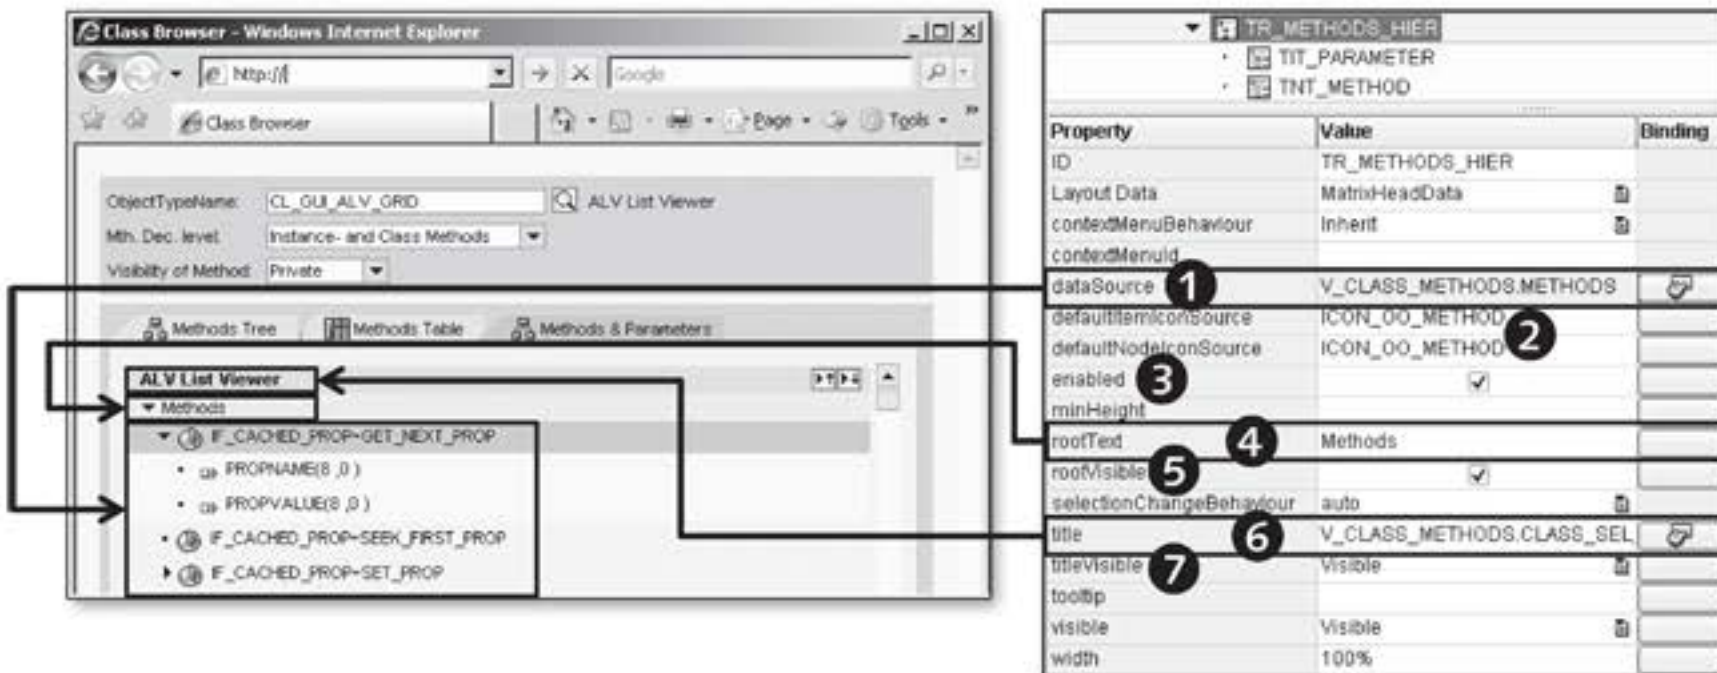 Class Browser - Windows Internet Explorer
http://
Google
Class Browser
Page
Tools
ObjectTypeName: CL_GUI_ALV_GRID ALV List Viewer
Mth. Dec. level: Instance- and Class Methods
Visibility of Method: Private
Methods Tree Methods Table Methods & Parameters
ALV List Viewer
Methods
IF_CACHED_PROP~GET_NEXT_PROP
PROPNAME(8 ,0 )
PROPVALUE(8 ,0 )
IF_CACHED_PROP~SEEK_FIRST_PROP
IF_CACHED_PROP~SET_PROP
TR_METHODS_HIER
TIT_PARAMETER
TNT_METHOD
Property Value Binding
ID TR_METHODS_HIER
Layout Data MatrixHeadData
contextMenuBehaviour Inherit
contextMenuId
dataSource 1 V_CLASS_METHODS.METHODS
defaultItemIconSource ICON_OO_METHOD 2
defaultNodeIconSource ICON_OO_METHOD
enabled 3
minHeight
rootText 4 Methods
rootVisible 5
selectionChangeBehaviour auto
title 6 V_CLASS_METHODS.CLASS_SEL
titleVisible 7 Visible
tooltip
visible Visible
width 100%